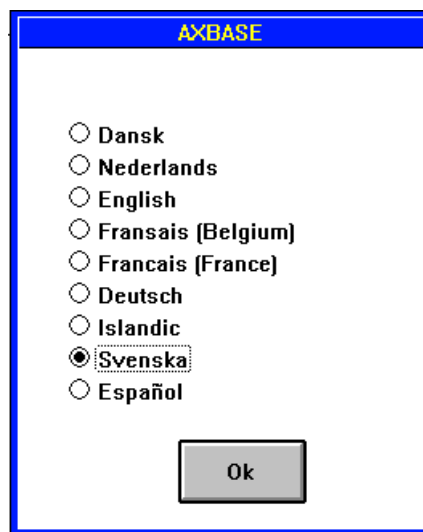 AXBASE
Dansk
Nederlands
English
Fransais (Belgium)
Francais (France)
Deutsch
Islandic
Svenska
Español
Ok